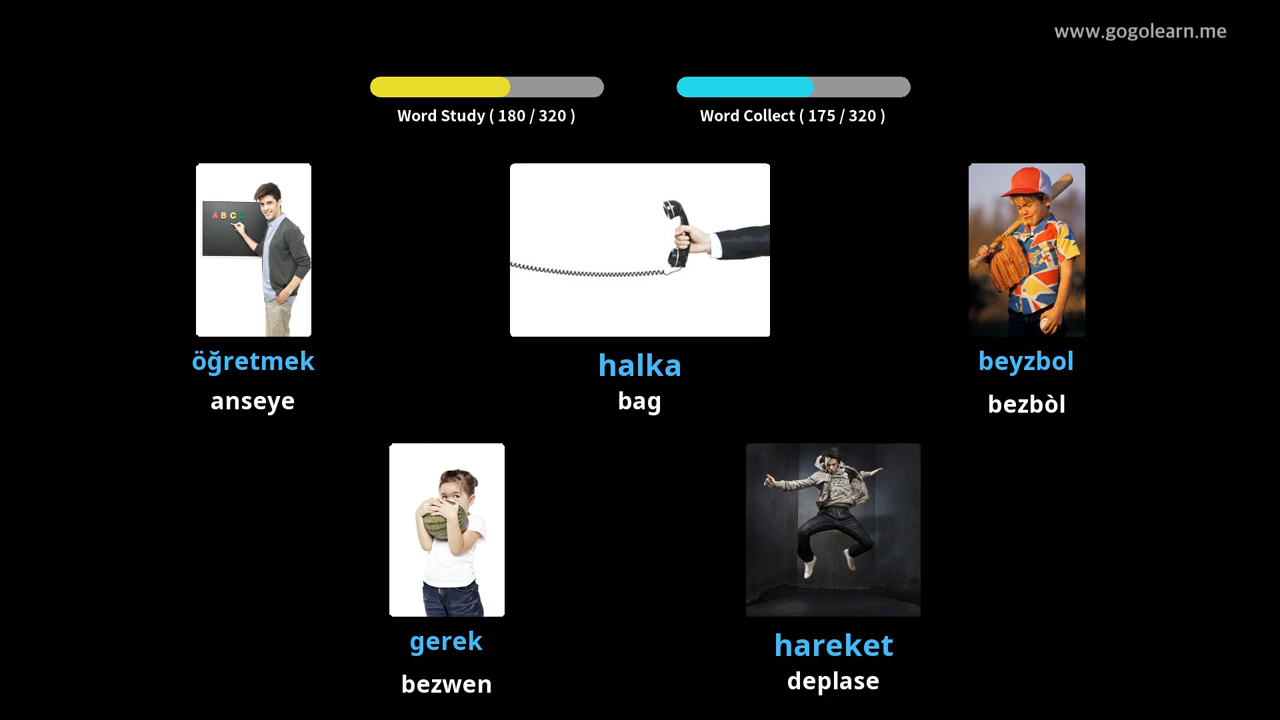 www.gogolearn.me
Word Study ( 180 / 320 )
Word Collect ( 175 / 320 )
A B C D
öğretmek
anseye
halka
bag
beyzbol
bezbòl
gerek
bezwen
hareket
deplase